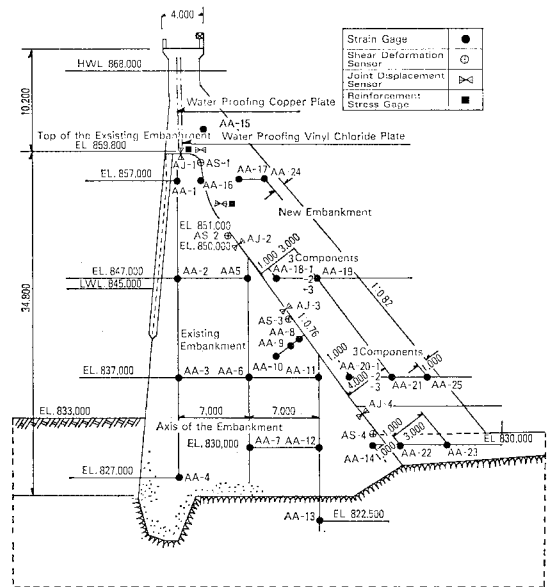 4,000
Strain Gage
Shear Deformation Sensor
Joint Displacement Sensor
Reinforcement Stress Gage
HWL 868,000
10,200
Water Proofing Copper Plate
AA-15
Top of the Exsisting Embankment
Water Proofing Vinyl Chloride Plate
EL 859,800
AJ-1
AS-1
EL. 857,000
AA-1
AA-16
AA-17
AA-24
New Embankment
EL 851,000
AS 2
AJ-2
EL. 850,000
1,000
3,000
3 Components
EL. 847,000
AA-2
AA5
AA-18-1
-2
-3
AA-19
LWL 845,000
1:0.82
34,800
AJ-3
AS-3
1:0.76
AA-8
AA-9
AA-10
Existing Embankment
1,000
3 Components
1,000
EL. 837,000
AA-3
AA-6
AA-11
AA-20-1
-2
-3
4,000
AA-21
AA-25
7,000
7,000
AJ-4
EL. 833,000
Axis of the Embankment
AS-4
1,000
3,000
EL 830,000
EL. 830,000
AA-7
AA-12
AA-14
1,000
AA-22
AA-23
EL. 827,000
AA-4
AA-13
EL 822,500